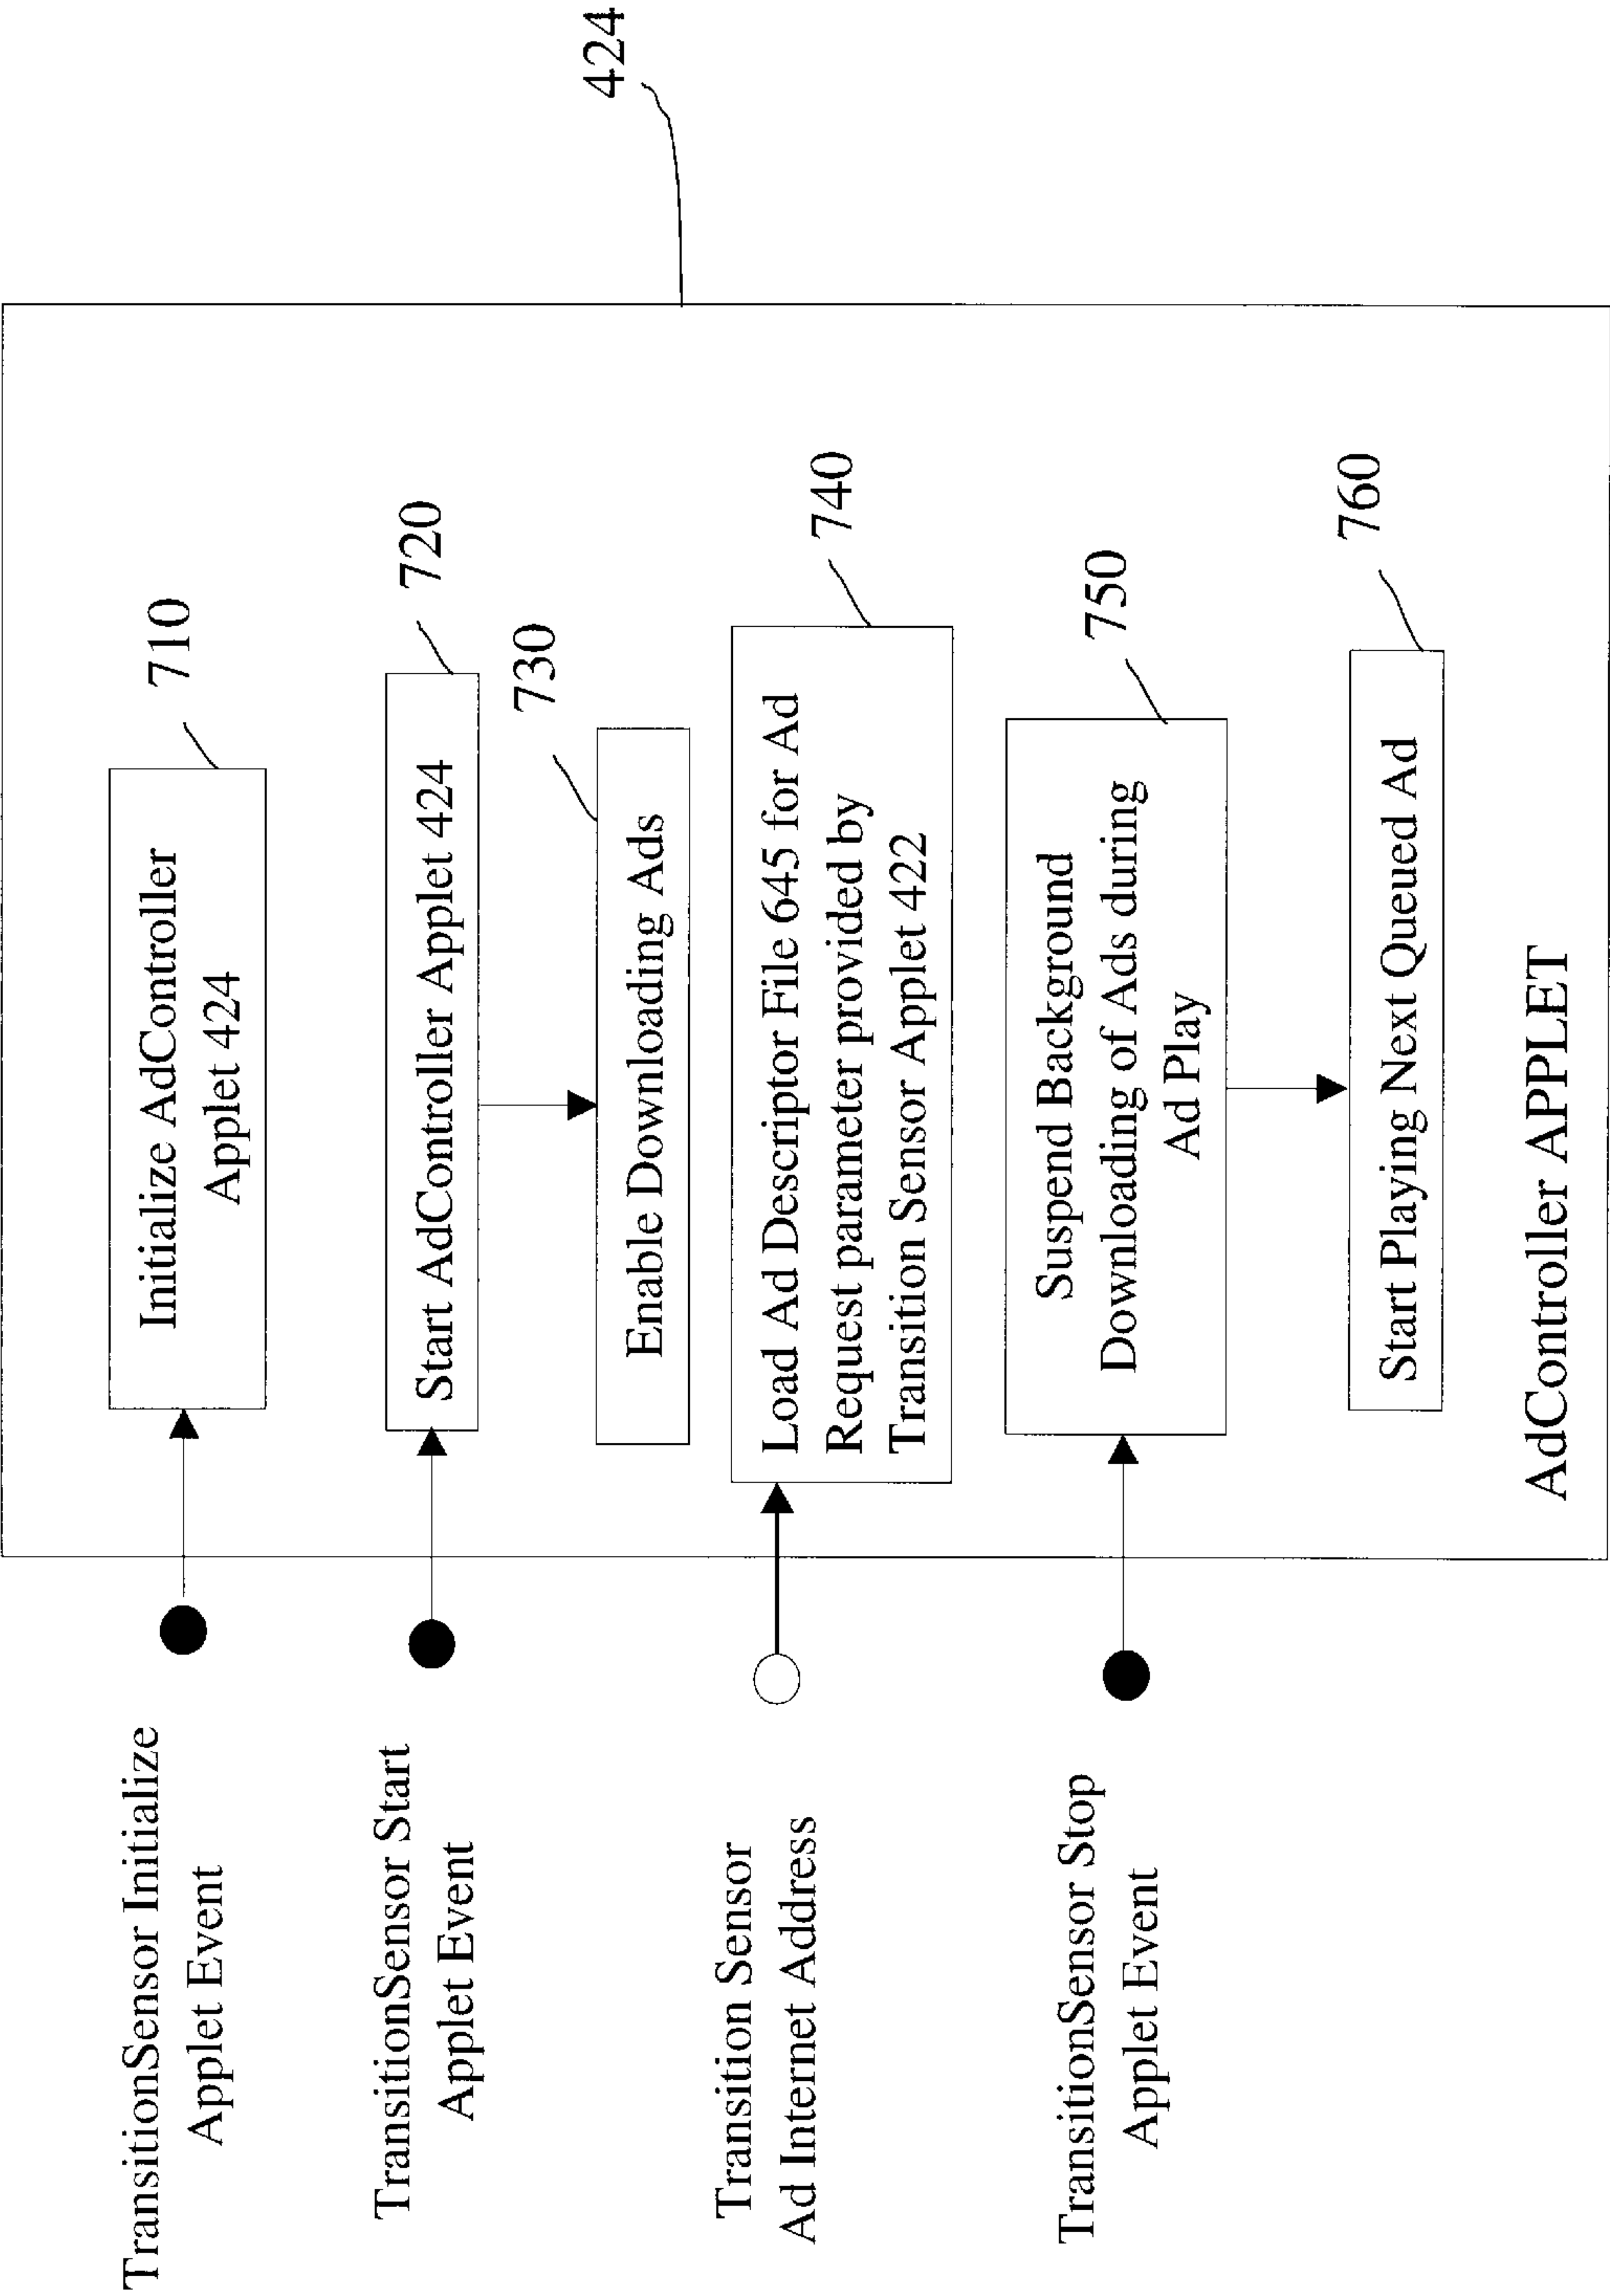 424
TransitionSensor Initialize
Applet Event
Initialize AdController
Applet 424
710
TransitionSensor Start
Applet Event
Start AdController Applet 424
720
730
Enable Downloading Ads
Transition Sensor
Ad Internet Address
Load Ad Descriptor File 645 for Ad
Request parameter provided by
Transition Sensor Applet 422
740
TransitionSensor Stop
Applet Event
Suspend Background
Downloading of Ads during
Ad Play
750
Start Playing Next Queued Ad
760
AdController APPLET